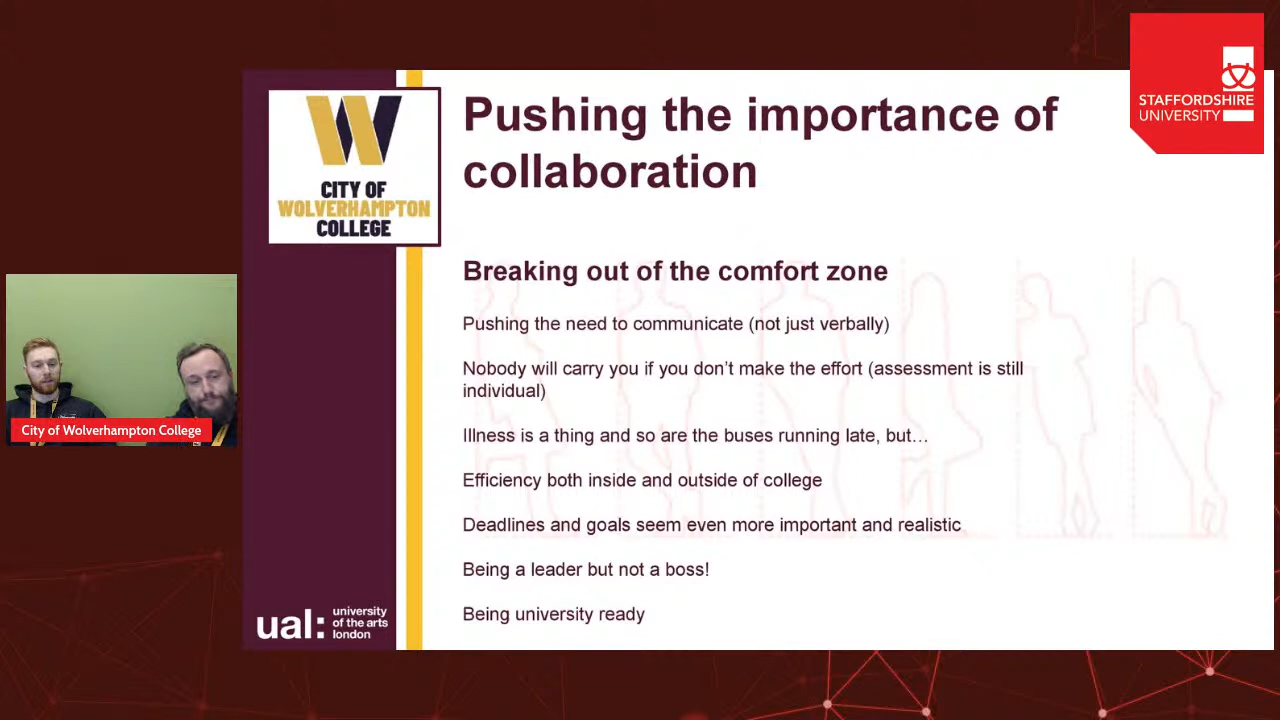 STAFFORDSHIRE
UNIVERSITY
Pushing the importance of
collaboration
CITY OF
WOLVERHAMPTON
COLLEGE
Breaking out of the comfort zone
Pushing the need to communicate (not just verbally)
Nobody will carry you if you don't make the effort (assessment is still
individual)
Illness is a thing and so are the buses running late, but…
Efficiency both inside and outside of college
Deadlines and goals seem even more important and realistic
Being a leader but not a boss!
Being university ready
City of Wolverhampton College
ual:
university
of the arts
london